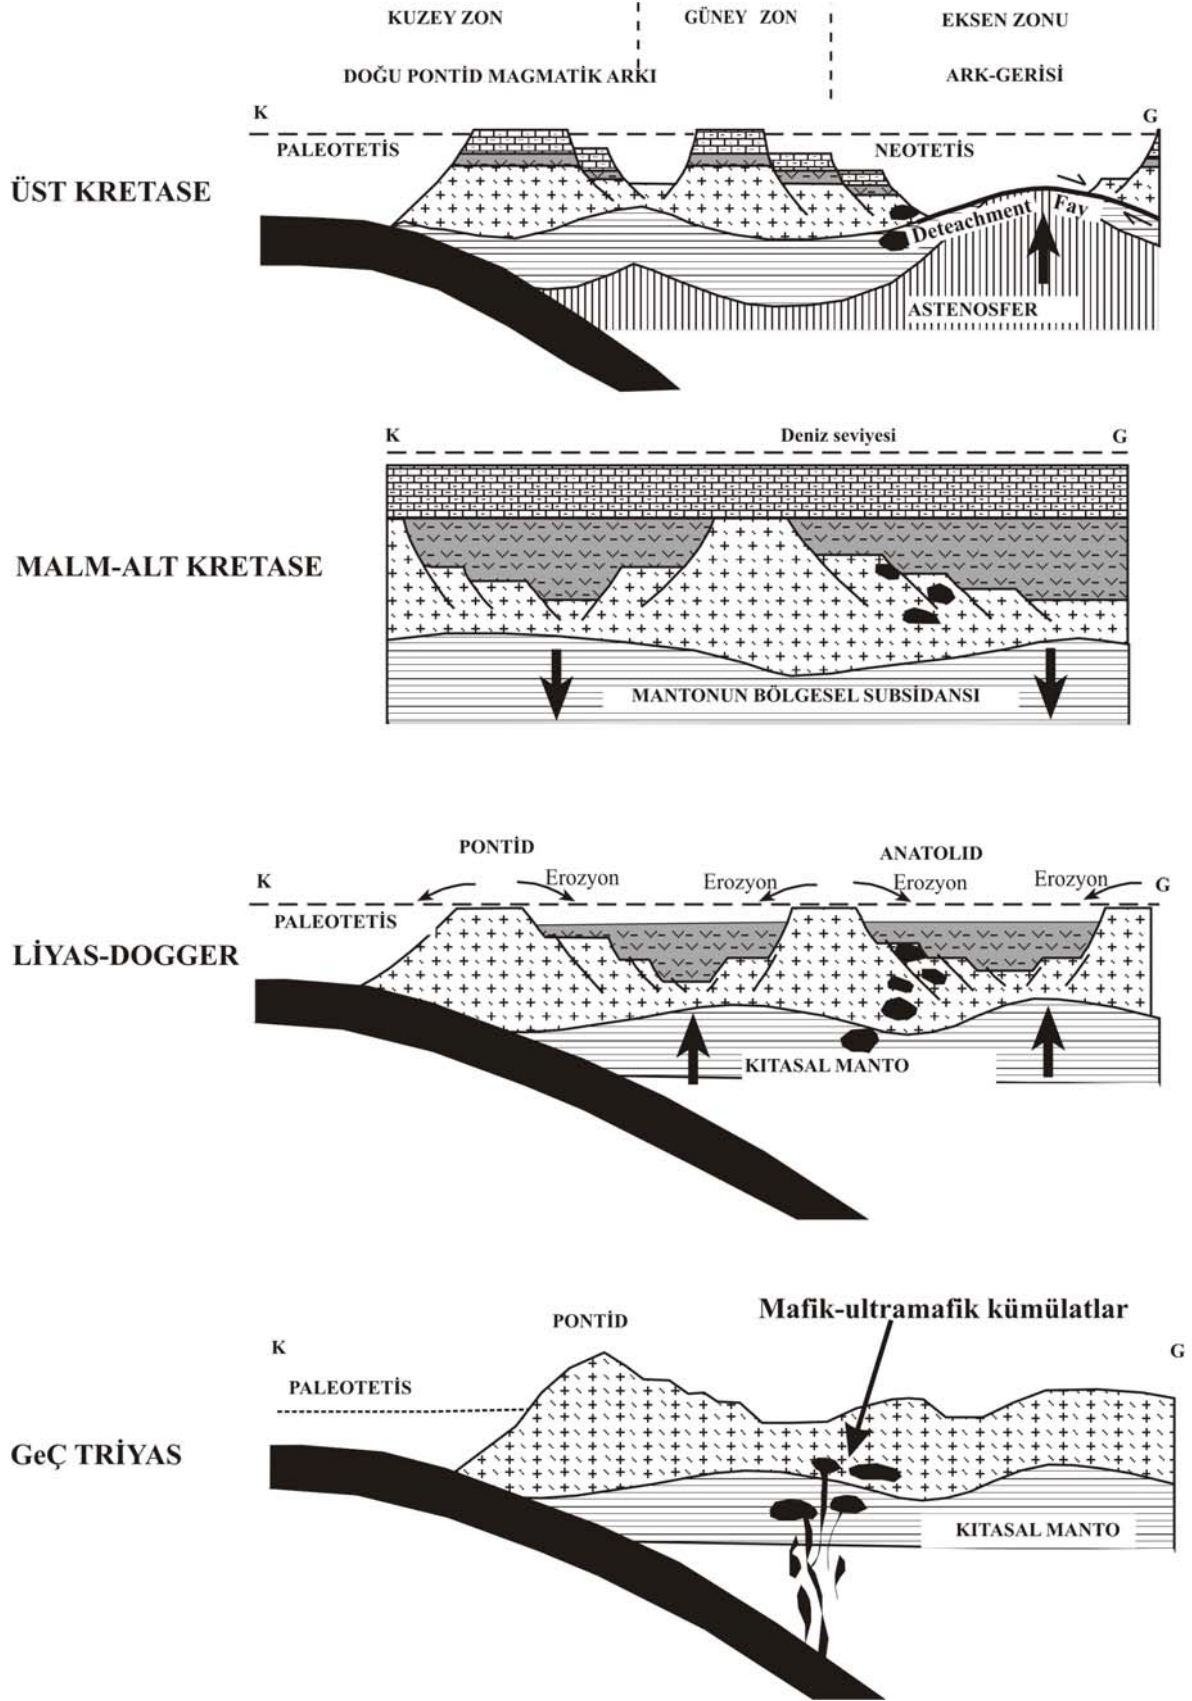 KUZEY ZON
GÜNEY ZON
EKSEN ZONU
DOĞU PONTİD MAGMATİK ARKI
ARK-GERİSİ
K
G
PALEOTETİS
NEOTETİS
ÜST KRETASE
Deteachment Fay
ASTENOSFER
K
Deniz seviyesi
G
MALM-ALT KRETASE
MANTONUN BÖLGESEL SUBSİDANSI
PONTİD
ANATOLID
K
Erozyon
Erozyon
Erozyon
Erozyon
G
PALEOTETİS
LİYAS-DOGGER
KITASAL MANTO
Mafik-ultramafik kümülatlar
PONTİD
K
G
PALEOTETİS
GeÇ TRİYAS
KITASAL MANTO